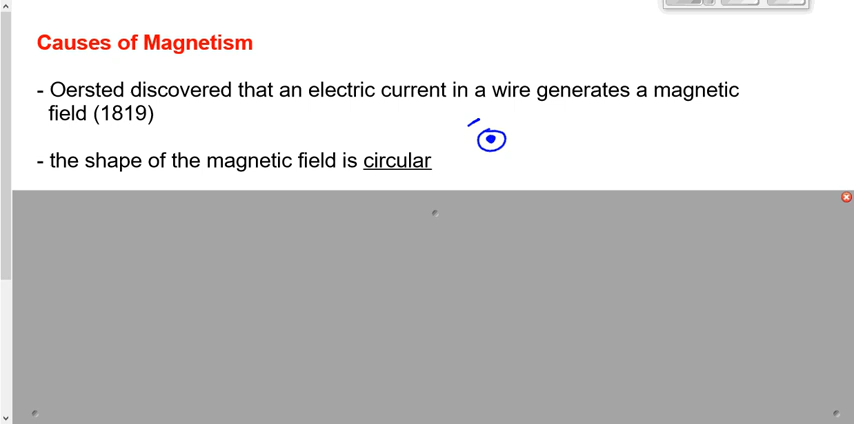 Causes of Magnetism
- Oersted discovered that an electric current in a wire generates a magnetic
field (1819)
- the shape of the magnetic field is circular